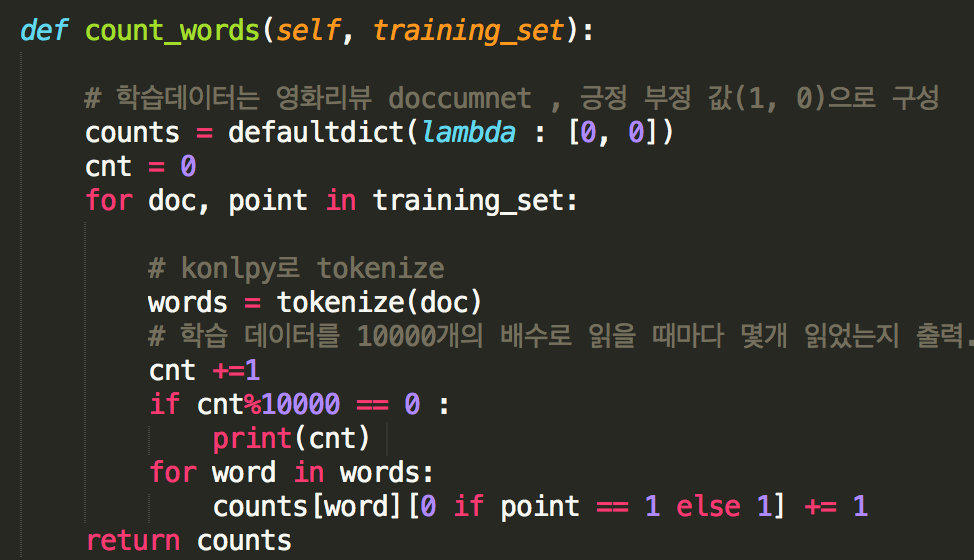 def count_words(self, training_set):
# 학습데이터는 영화리뷰 doccumnet , 긍정 부정 값(1, 0)으로 구성
counts = defaultdict(lambda : [0, 0])
cnt = 0
for doc, point in training_set:
# konlpy로 tokenize
words = tokenize(doc)
# 학습 데이터를 10000개의 배수로 읽을 때마다 몇개 읽었는지 출력.
cnt +=1
if cnt%10000 == 0 :
print(cnt)
for word in words:
counts[word][0 if point == 1 else 1] += 1
return counts